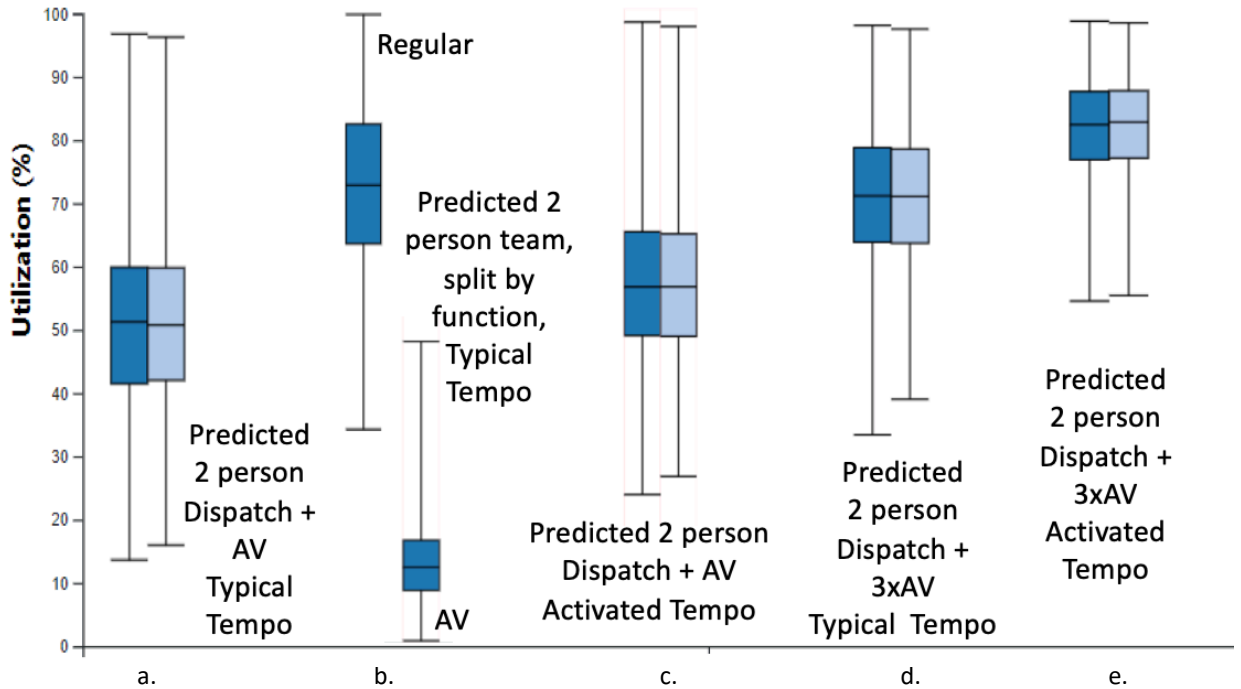 Utilization (%)
100
90
80
70
60
50
40
30
20
10
0
Predicted
2 person
Dispatch +
AV
Typical
Tempo
Regular
Predicted 2
person team,
split by
function,
Typical
Tempo
AV
Predicted 2 person
Dispatch + AV
Activated Tempo
Predicted
2 person
Dispatch +
3xAV
Typical Tempo
Predicted
2 person
Dispatch +
3xAV
Activated
Tempo
a.
b.
c.
d.
e.